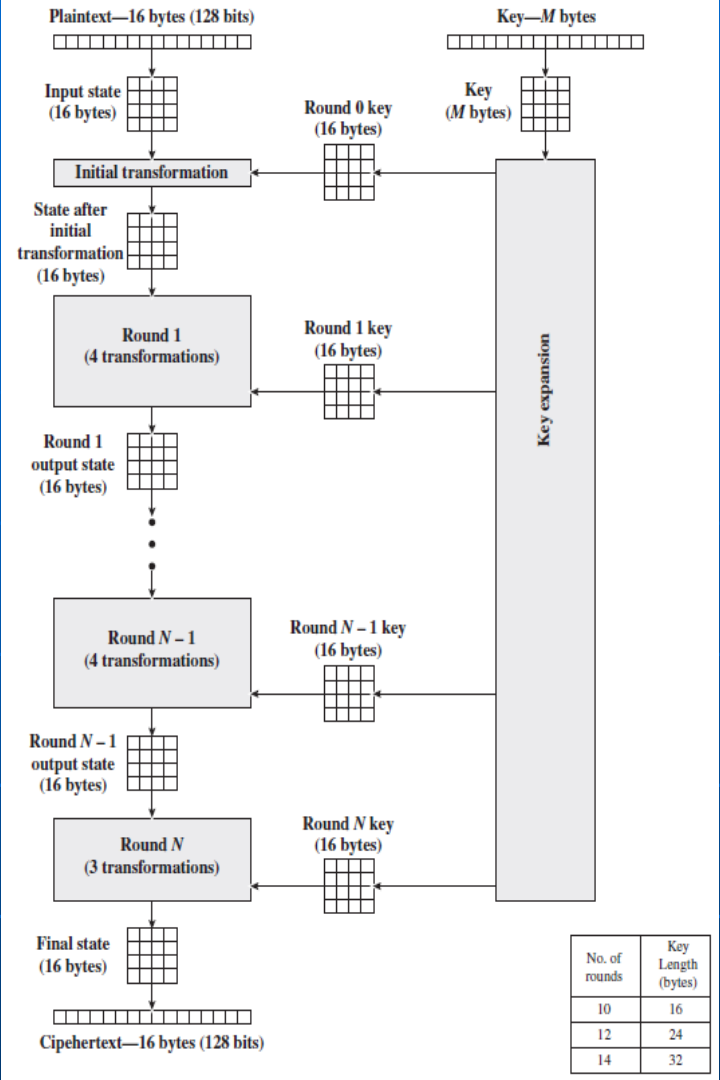 Plaintext—16 bytes (128 bits)
Key—M bytes
Input state
(16 bytes)
Key
(M bytes)
Round 0 key
(16 bytes)
Initial transformation
State after
initial
transformation
(16 bytes)
Round 1
(4 transformations)
Round 1 key
(16 bytes)
Key expansion
Round 1
output state
(16 bytes)
Round N – 1
(4 transformations)
Round N – 1 key
(16 bytes)
Round N – 1
output state
(16 bytes)
Round N
(3 transformations)
Round N key
(16 bytes)
Final state
(16 bytes)
Cipehertext—16 bytes (128 bits)
No. of
rounds
Key
Length
(bytes)
10 16
12 24
14 32